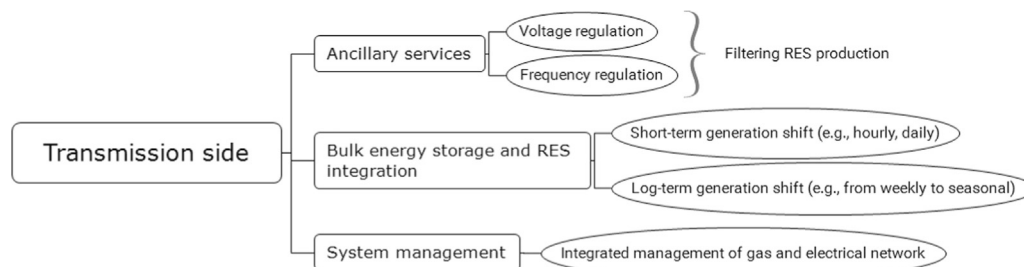 Transmission side
Ancillary services
Voltage regulation
Frequency regulation
Filtering RES production
Bulk energy storage and RES
integration
Short-term generation shift (e.g., hourly, daily)
Log-term generation shift (e.g., from weekly to seasonal)
System management
Integrated management of gas and electrical network